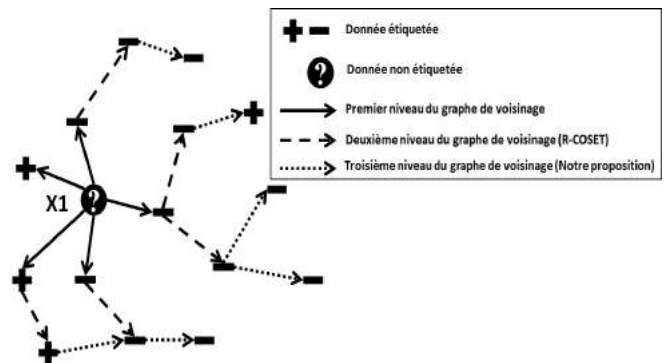 Donnée étiquetée
?
Donnée non étiquetée
Premier niveau du graphe de voisinage
Deuxième niveau du graphe de voisinage (R-COSET)
Troisième niveau du graphe de voisinage (Notre proposition)
X1
?